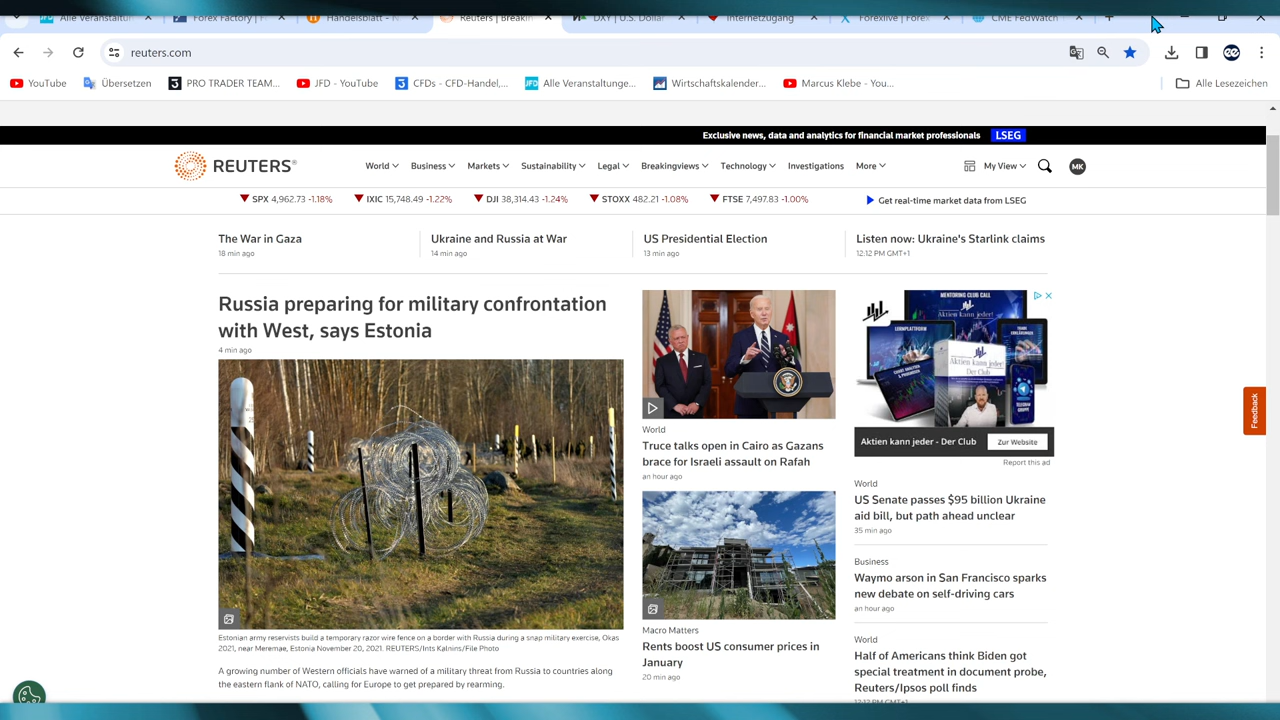 Alle Veranstaltu
Forex Factory | F
Handelsblatt - N
Reuters | Breakin
DXY | U.S. Dolla
Internetzugang
Forexlive | Forex
CME FedWatch
reuters.com
YouTube
Übersetzen
PRO TRADER TEAM...
JFD - YouTube
CFDs - CFD-Handel,...
Alle Veranstaltunge...
Wirtschaftskalender...
Marcus Klebe - You...
Alle Lesezeichen
Exclusive news, data and analytics for financial market professionals LSEG
REUTERS®
World Business Markets Sustainability Legal Breakingviews Technology Investigations More
My View
MK
SPX 4,962.73 -1.18% IXIC 15,748.49 -1.22% DJI 38,314.43 -1.24% STOXX 482.21 -1.08% FTSE 7,497.83 -1.00%
Get real-time market data from LSEG
The War in Gaza
18 min ago
Ukraine and Russia at War
14 min ago
US Presidential Election
13 min ago
Listen now: Ukraine's Starlink claims
12:12 PM GMT+1
Russia preparing for military confrontation
with West, says Estonia
4 min ago
Estonian army reservists build a temporary razor wire fence on a border with Russia during a snap military exercise, Okas
2021, near Meremae, Estonia November 20, 2021. REUTERS/Ints Kalnins/File Photo
A growing number of Western officials have warned of a military threat from Russia to countries along
the eastern flank of NATO, calling for Europe to get prepared by rearming.
World
Truce talks open in Cairo as Gazans
brace for Israeli assault on Rafah
an hour ago
Macro Matters
Rents boost US consumer prices in
January
20 min ago
MENTORING CLUB CALL
Aktien kann jeder!
Der Club
Aktien kann jeder - Der Club
Zur Website
Report this ad
World
US Senate passes $95 billion Ukraine
aid bill, but path ahead unclear
35 min ago
Business
Waymo arson in San Francisco sparks
new debate on self-driving cars
an hour ago
World
Half of Americans think Biden got
special treatment in document probe,
Reuters/Ipsos poll finds
12:12 PM GMT+1
Feedback